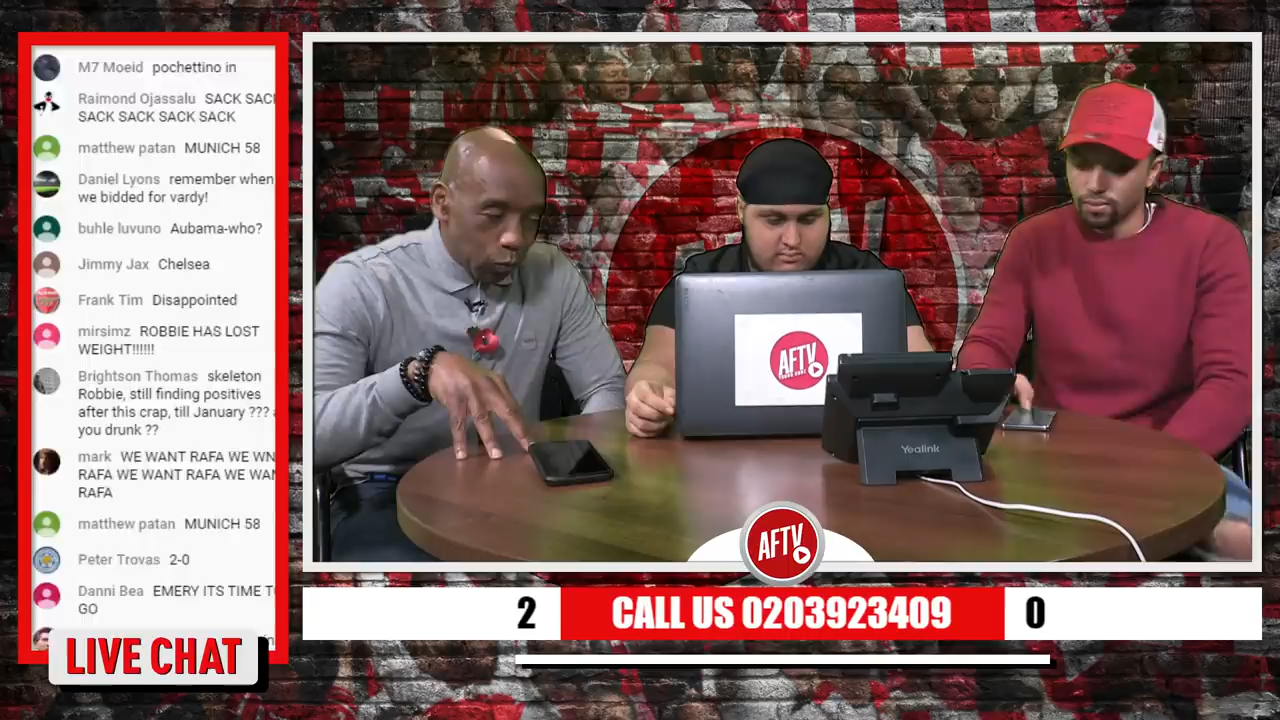 M7 Moeid pochettino in
Raimond Ojassalu SACK SACK
SACK SACK SACK SACK
matthew patan MUNICH 58
Daniel Lyons remember when
we bidded for vardy!
buhle luvuno Aubama-who?
Jimmy Jax Chelsea
Frank Tim Disappointed
mirsimz ROBBIE HAS LOST
WEIGHT!!!!!!
Brightson Thomas skeleton
Robbie, still finding positives
after this crap, till January ???
you drunk ??
mark WE WANT RAFA WE WN
RAFA WE WANT RAFA WE WAN
RAFA
matthew patan MUNICH 58
Peter Trovas 2-0
Danni Bea EMERY ITS TIME T
GO
LIVE CHAT
AFTV
Yealink
AFTV
2 CALL US 0203923409 0